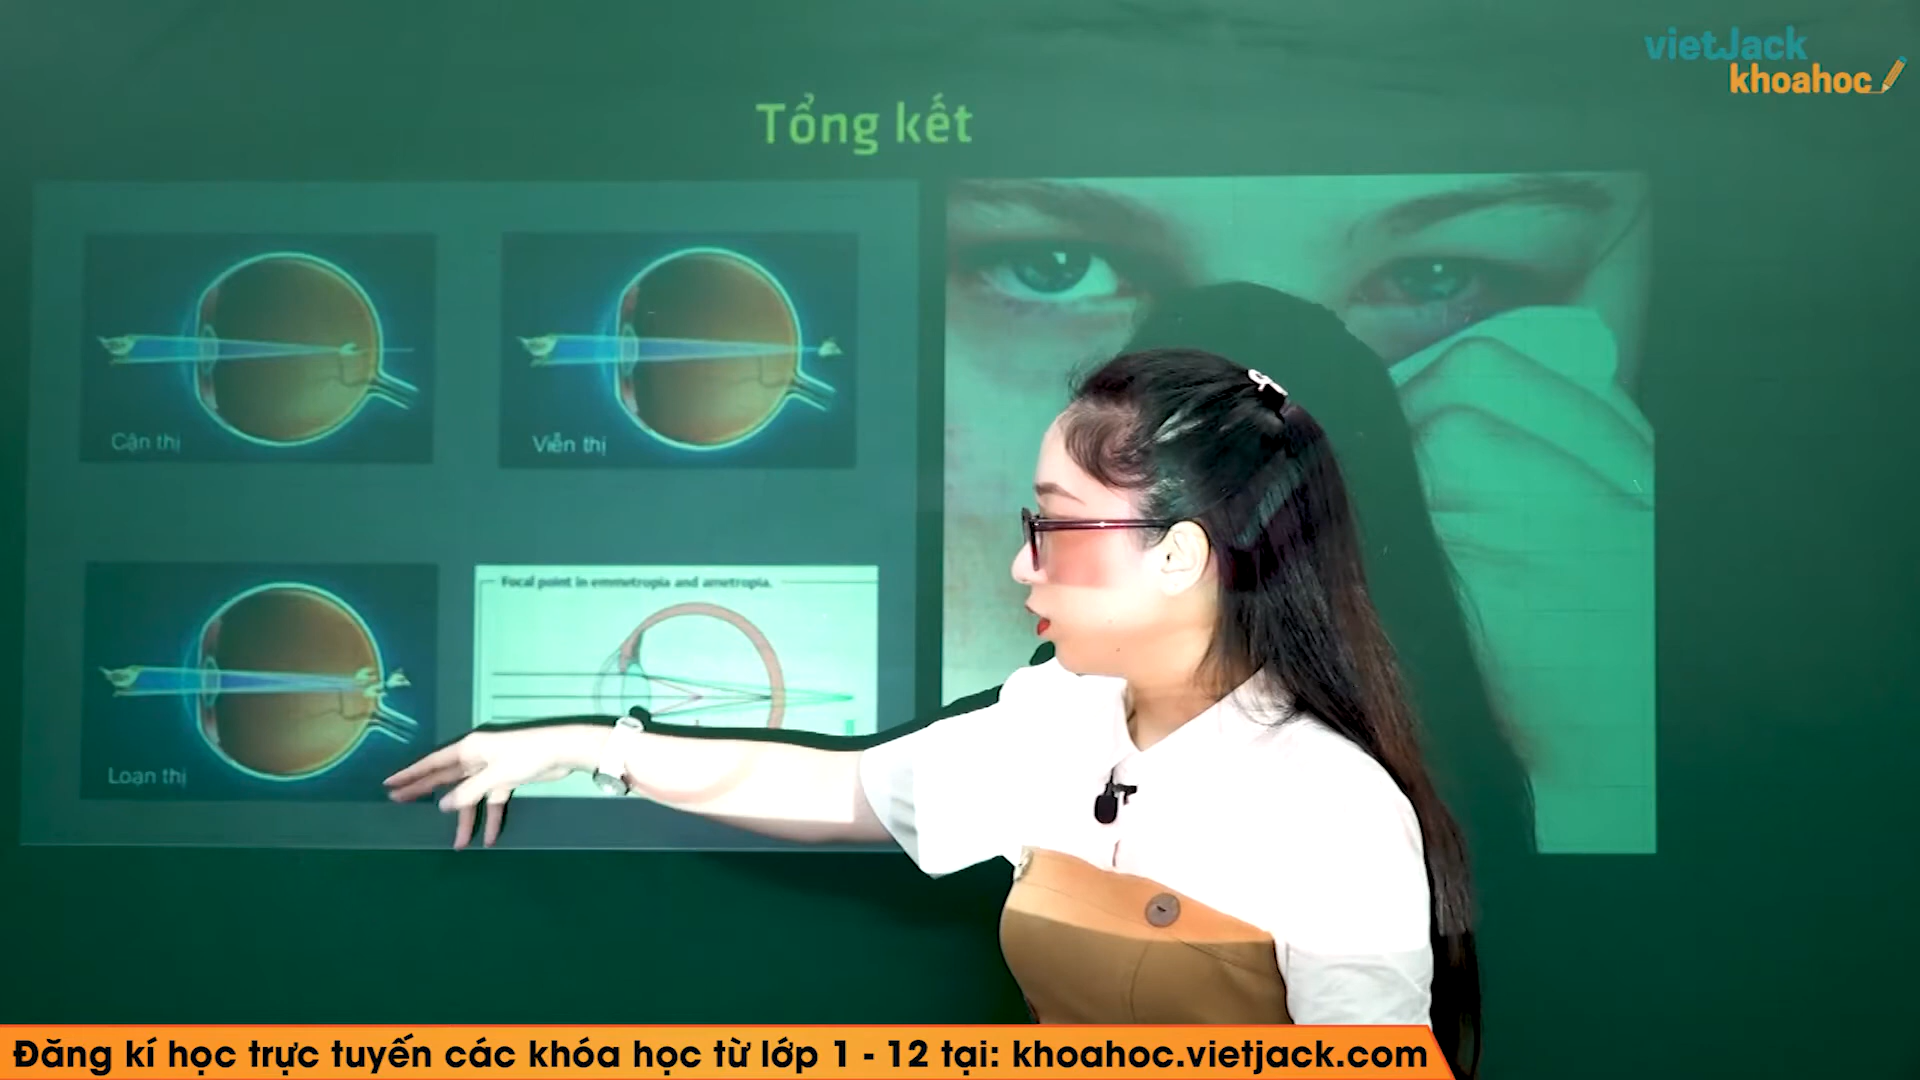 vietJack
khoahoc
Tổng kết
Cận thị
Viễn thị
Focal point in emmetropia and ametropia.
Loạn thị
Đăng kí học trực tuyến các khóa học từ lớp 1 - 12 tại: khoahoc.vietjack.com